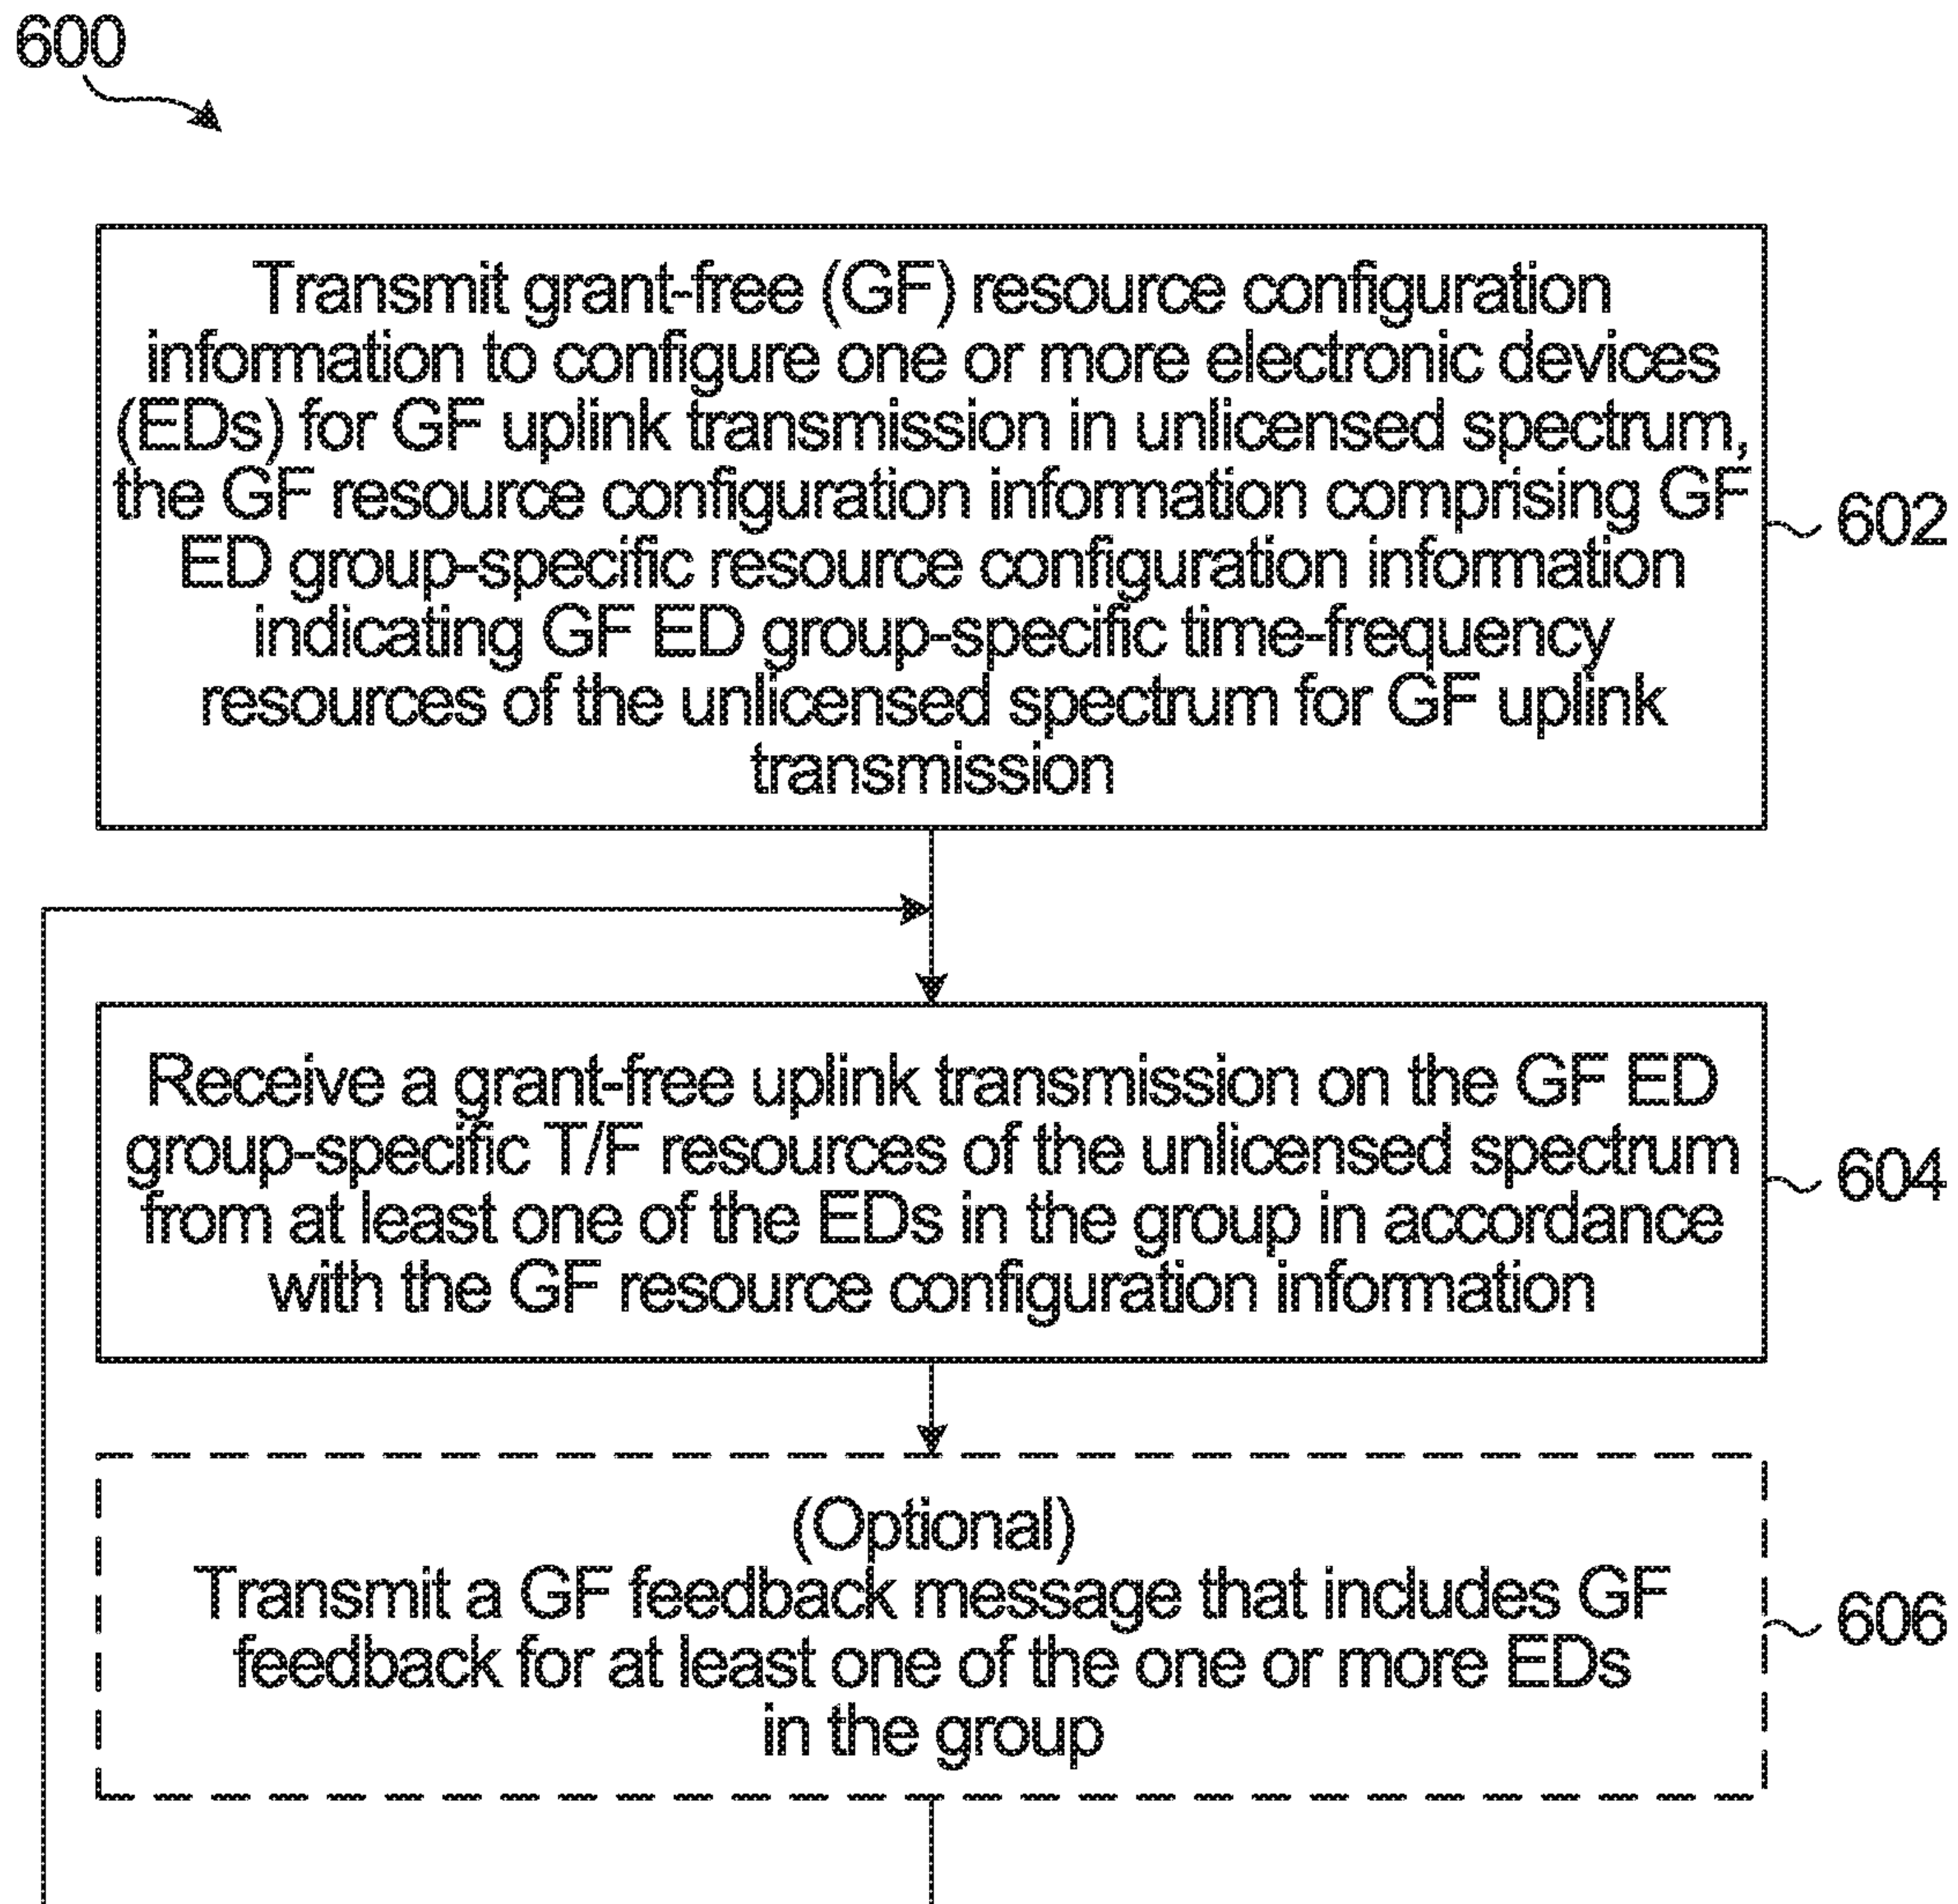 600
Transmit grant-free (GF) resource configuration
information to configure one or more electronic devices
(EDs) for GF uplink transmission in unlicensed spectrum,
the GF resource configuration information comprising GF
ED group-specific resource configuration information
indicating GF ED group-specific time-frequency
resources of the unlicensed spectrum for GF uplink
transmission
602
Receive a grant-free uplink transmission on the GF ED
group-specific T/F resources of the unlicensed spectrum
from at least one of the EDs in the group in accordance
with the GF resource configuration information
604
(Optional)
Transmit a GF feedback message that includes GF
feedback for at least one of the one or more EDs
in the group
606